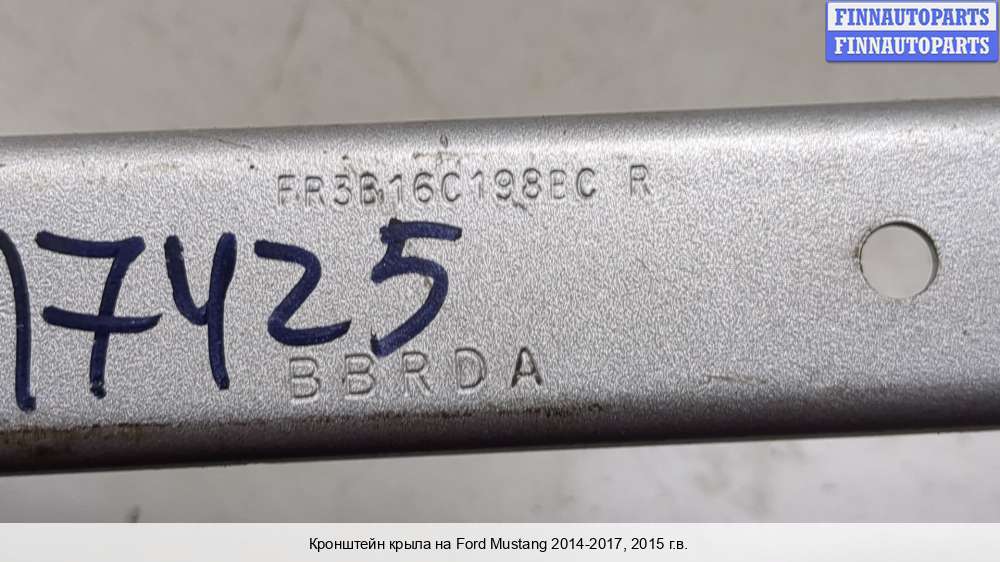 FINNAUTOPARTS
FINNAUTOPARTS
FR3B16C198BC R
17425
BBRDA
Кронштейн крыла на Ford Mustang 2014-2017, 2015 г.в.